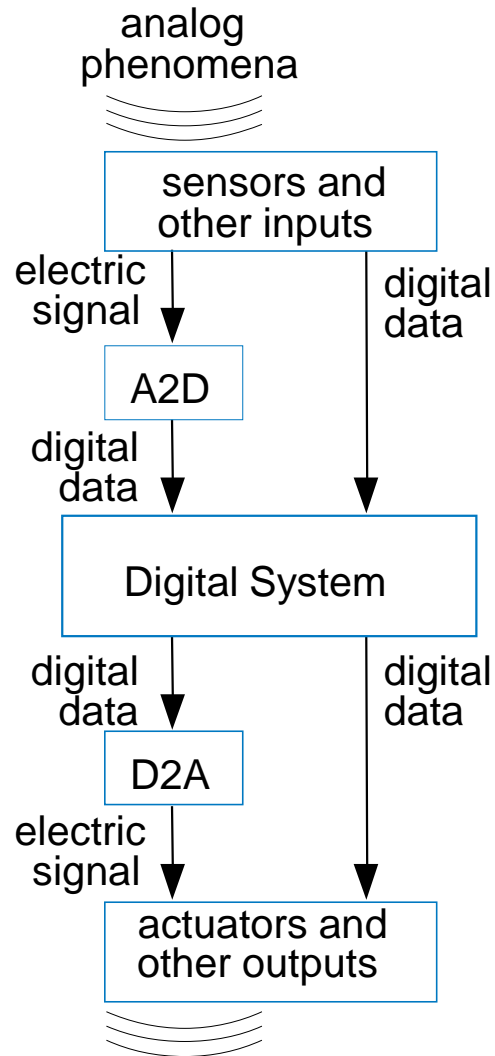 analog
phenomena
sensors and
other inputs
electric
signal
digital
data
A2D
digital
data
Digital System
digital
data
digital
data
D2A
electric
signal
actuators and
other outputs